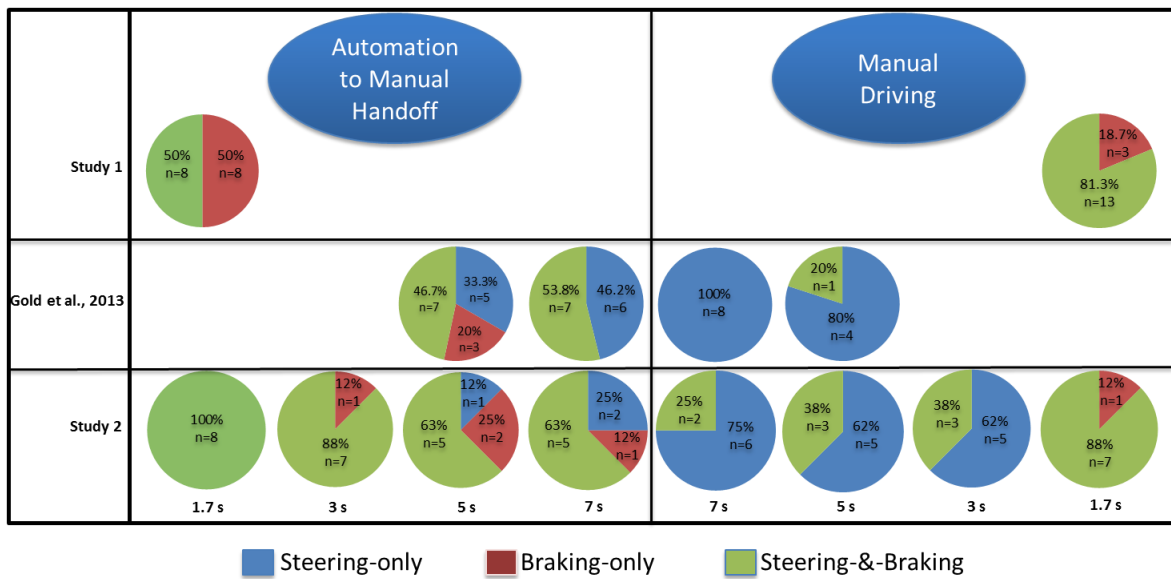 Automation
to Manual
Handoff
Manual
Driving
Study 1
50%
n=8
50%
n=8
18.7%
n=3
81.3%
n=13
Gold et al., 2013
46.7%
n=7
33.3%
n=5
20%
n=3
53.8%
n=7
46.2%
n=6
100%
n=8
20%
n=1
80%
n=4
Study 2
100%
n=8
12%
n=1
88%
n=7
12%
n=1
63%
n=5
25%
n=2
63%
n=5
25%
n=2
12%
n=1
25%
n=2
75%
n=6
38%
n=3
62%
n=5
38%
n=3
62%
n=5
12%
n=1
88%
n=7
1.7 s 3 s 5 s 7 s 7 s 5 s 3 s 1.7 s
Steering-only Braking-only Steering-&-Braking